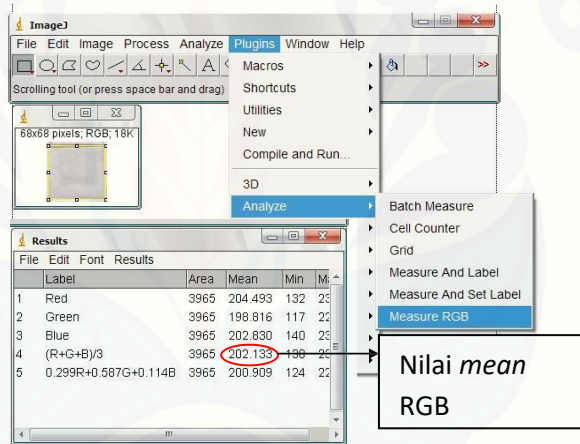 ImageJ
File Edit Image Process Analyze Plugins Window Help
A
>>
Scrolling tool (or press space bar and drag)
68x68 pixels; RGB; 18K
Macros
Shortcuts
Utilities
New
Compile and Run...
3D
Analyze
Batch Measure
Cell Counter
Grid
Measure And Label
Measure And Set Label
Measure RGB
Results
File Edit Font Results
Label Area Mean Min
1 Red 3965 204.493 132
2 Green 3965 198.816 117
3 Blue 3965 202.830 140
4 (R+G+B)/3 3965 202.133
5 0.299R+0.587G+0.114B 3965 200.909 124
Nilai mean
RGB